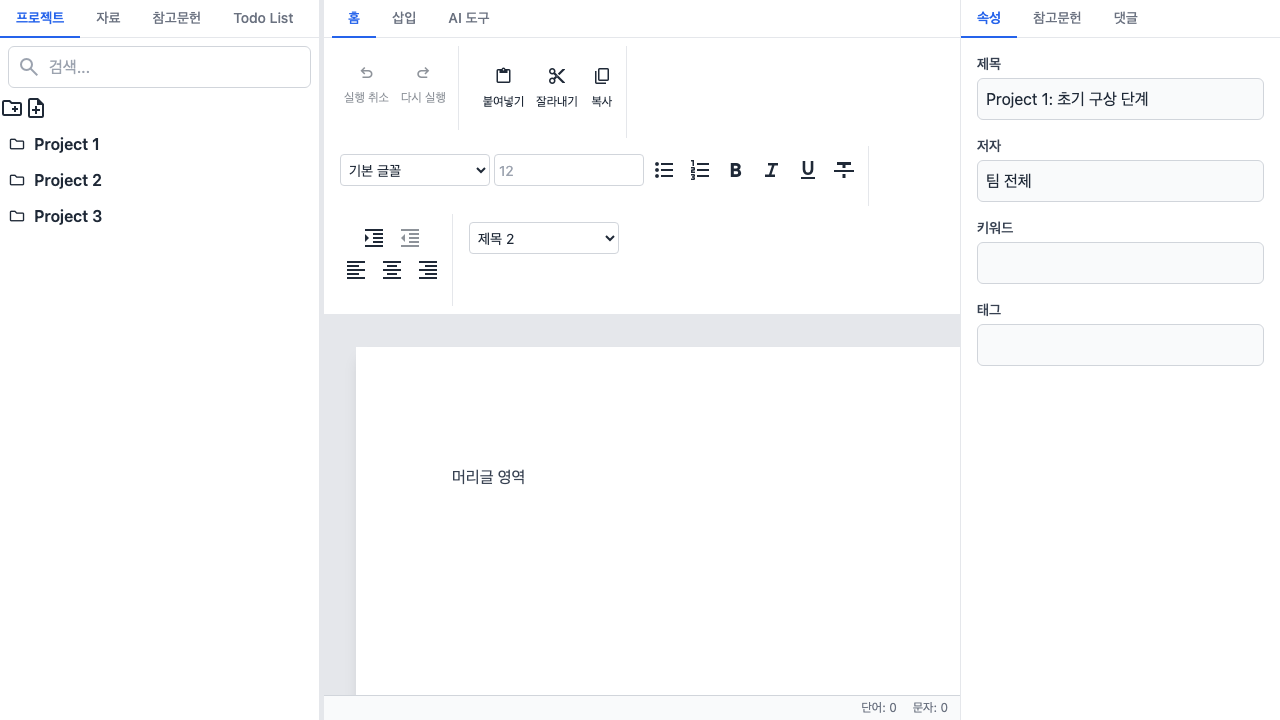 프로젝트 자료 참고문헌 Todo List
검색...
Project 1
Project 2
Project 3
홈 삽입 AI 도구
실행 취소 다시 실행 붙여넣기 잘라내기 복사
기본 글꼴 12
제목 2
머리글 영역
단어: 0 문자: 0
속성 참고문헌 댓글
제목
Project 1: 초기 구상 단계
저자
팀 전체
키워드
태그